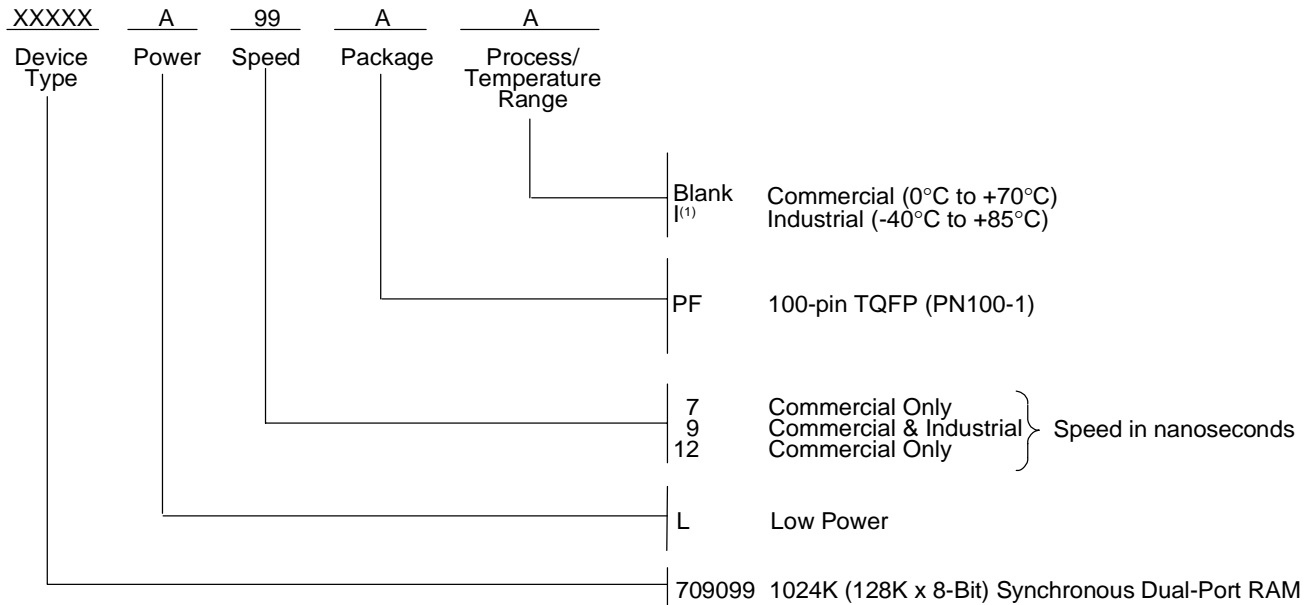 XXXXX A 99 A A
Device Type Power Speed Package Process/ Temperature Range
Blank Commercial (0°C to +70°C)
I(1) Industrial (-40°C to +85°C)
PF 100-pin TQFP (PN100-1)
7 Commercial Only
9 Commercial & Industrial Speed in nanoseconds
12 Commercial Only
L Low Power
709099 1024K (128K x 8-Bit) Synchronous Dual-Port RAM